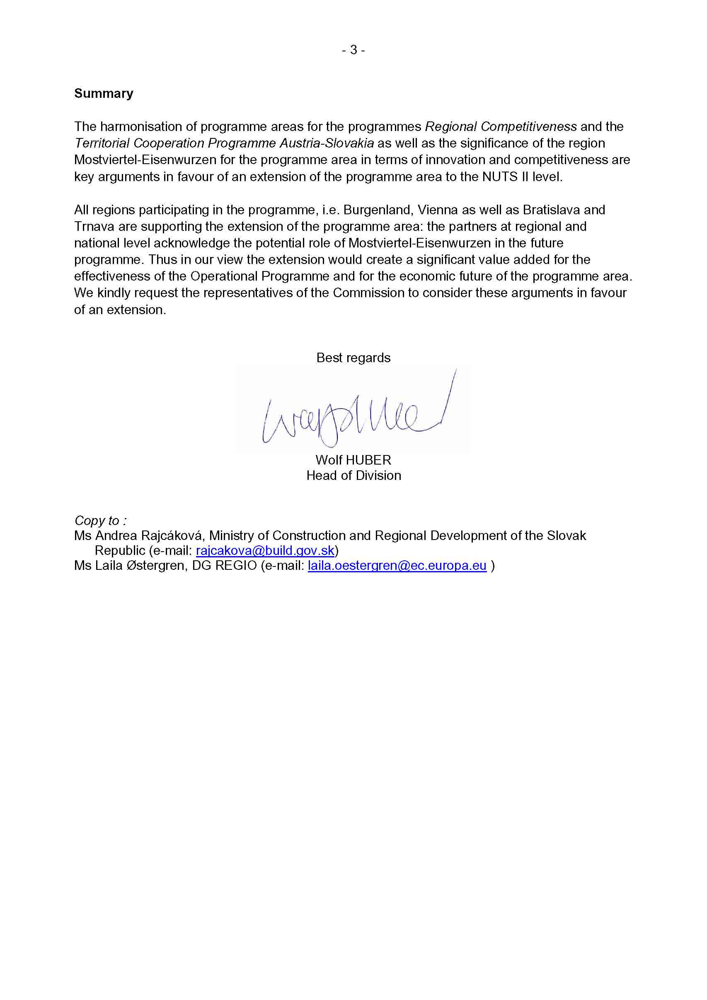 - 3 -
Summary
The harmonisation of programme areas for the programmes Regional Competitiveness and the
Territorial Cooperation Programme Austria-Slovakia as well as the significance of the region
Mostviertel-Eisenwurzen for the programme area in terms of innovation and competitiveness are
key arguments in favour of an extension of the programme area to the NUTS II level.
All regions participating in the programme, i.e. Burgenland, Vienna as well as Bratislava and
Trnava are supporting the extension of the programme area: the partners at regional and
national level acknowledge the potential role of Mostviertel-Eisenwurzen in the future
programme. Thus in our view the extension would create a significant value added for the
effectiveness of the Operational Programme and for the economic future of the programme area.
We kindly request the representatives of the Commission to consider these arguments in favour
of an extension.
Best regards
Wolf HUBER
Head of Division
Copy to :
Ms Andrea Rajcáková, Ministry of Construction and Regional Development of the Slovak
Republic (e-mail: rajcakova@build.gov.sk)
Ms Laila Østergren, DG REGIO (e-mail: laila.oestergren@ec.europa.eu )